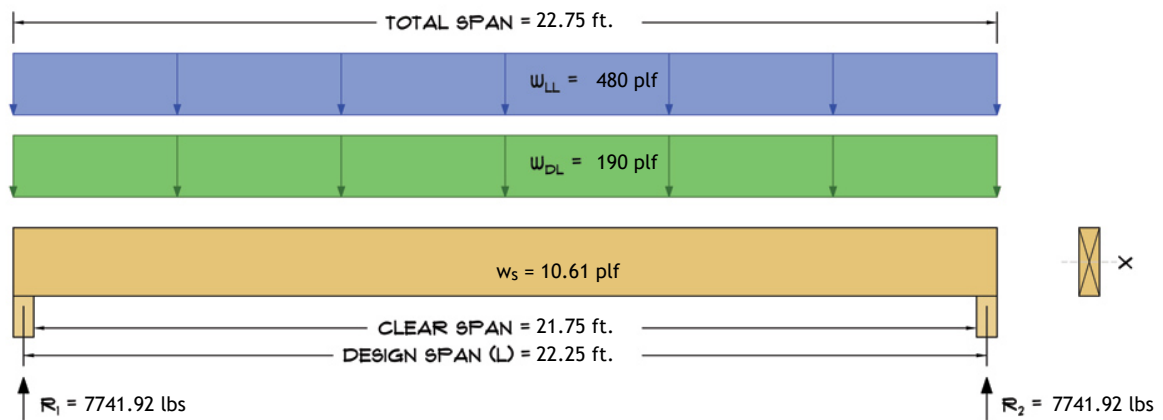 TOTAL SPAN = 22.75 ft.
wLL = 480 plf
wDL = 190 plf
ws = 10.61 plf
X
CLEAR SPAN = 21.75 ft.
DESIGN SPAN (L) = 22.25 ft.
R1 = 7741.92 lbs
R2 = 7741.92 lbs